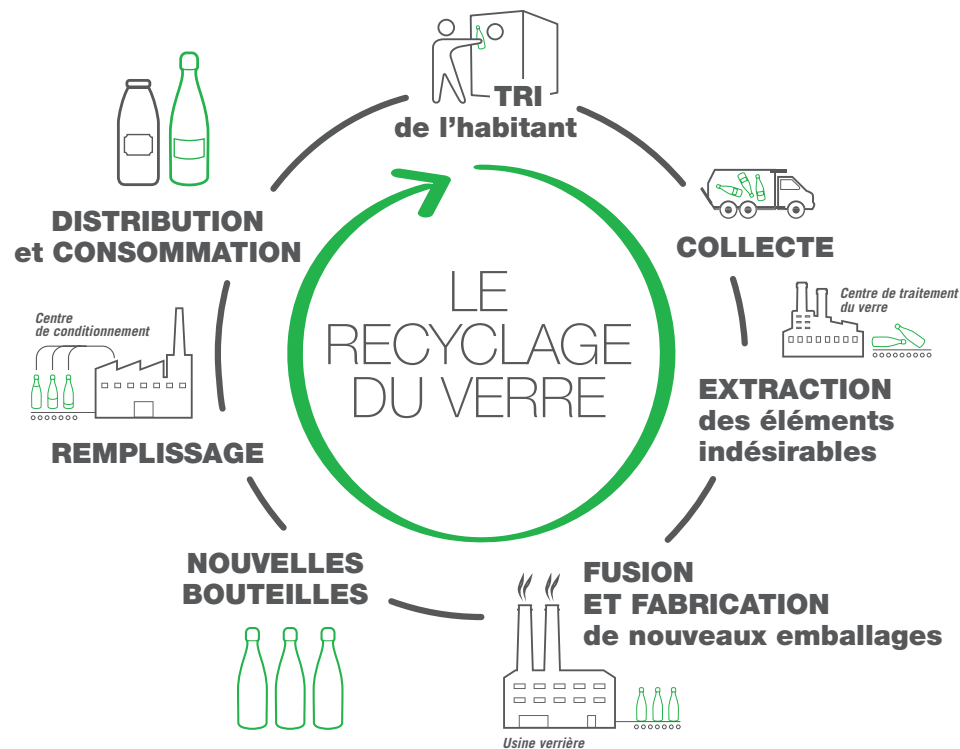 TRI
de l'habitant
COLLECTE
Centre de traitement
du verre
EXTRACTION
des éléments
indésirables
FUSION
ET FABRICATION
de nouveaux emballages
Usine verrière
NOUVELLES
BOUTEILLES
Centre
de conditionnement
REMPLISSAGE
DISTRIBUTION
et CONSOMMATION
LE
RECYCLAGE
DU VERRE